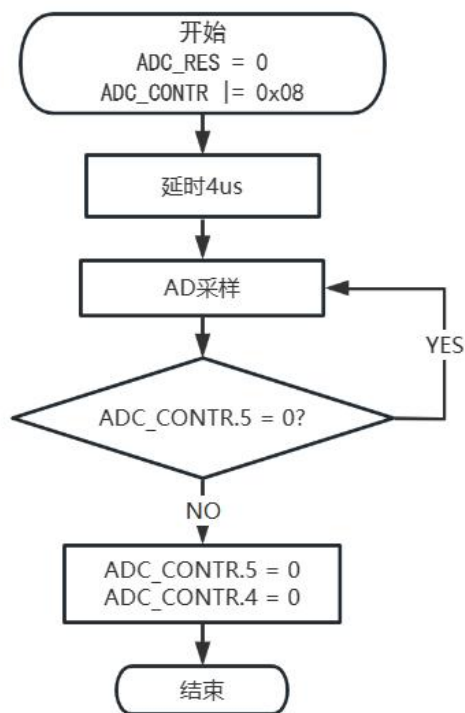 开始
ADC_RES = 0
ADC_CONTR |= 0x08
延时4us
AD采样
YES
ADC_CONTR.5 = 0?
NO
ADC_CONTR.5 = 0
ADC_CONTR.4 = 0
结束